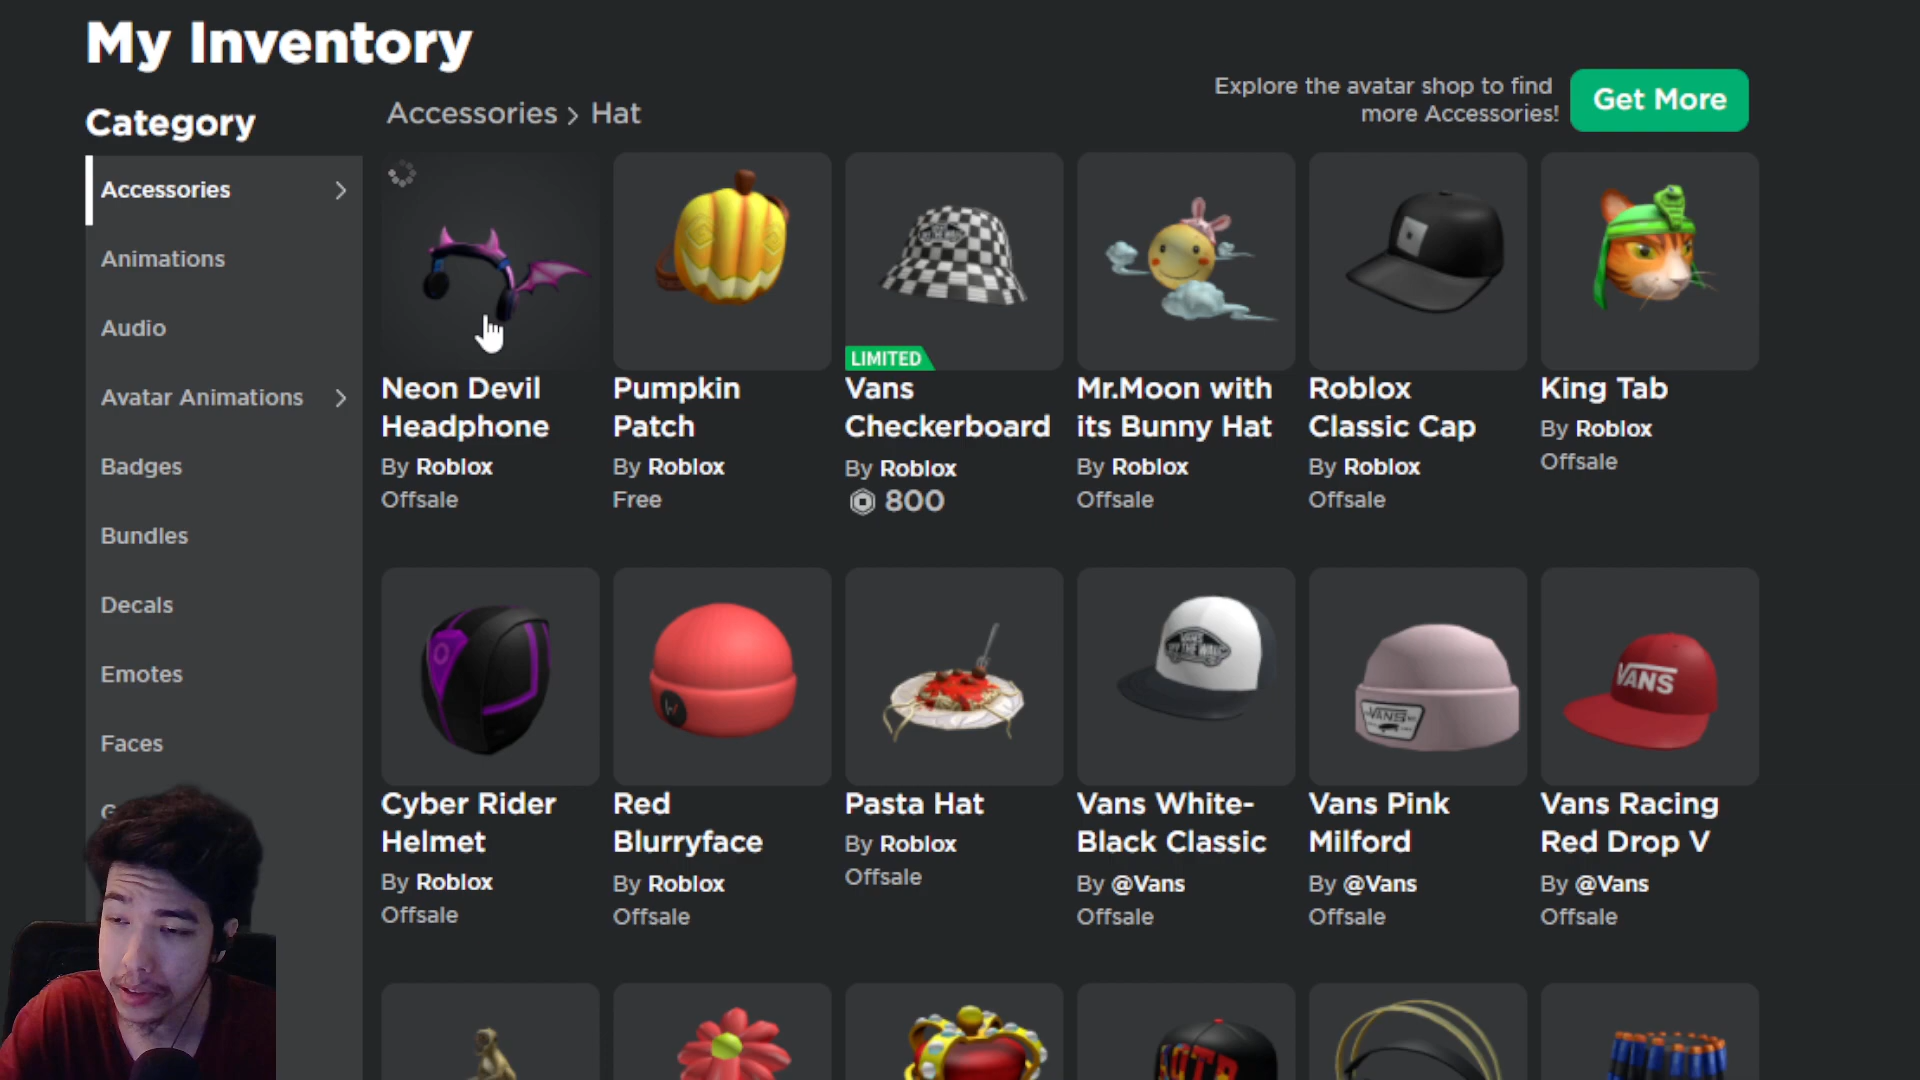 My Inventory
Explore the avatar shop to find
more Accessories!
Get More
Category
Accessories > Hat
Accessories
Animations
Audio
Avatar Animations
Badges
Bundles
Decals
Emotes
Faces
LIMITED
Neon Devil
Headphone
By Roblox
Offsale
Pumpkin
Patch
By Roblox
Free
Vans
Checkerboard
By Roblox
800
Mr.Moon with
its Bunny Hat
By Roblox
Offsale
Roblox
Classic Cap
By Roblox
Offsale
King Tab
By Roblox
Offsale
VANS
VANS
Cyber Rider
Helmet
By Roblox
Offsale
Red
Blurryface
By Roblox
Offsale
Pasta Hat
By Roblox
Offsale
Vans White-
Black Classic
By @Vans
Offsale
Vans Pink
Milford
By @Vans
Offsale
Vans Racing
Red Drop V
By @Vans
Offsale